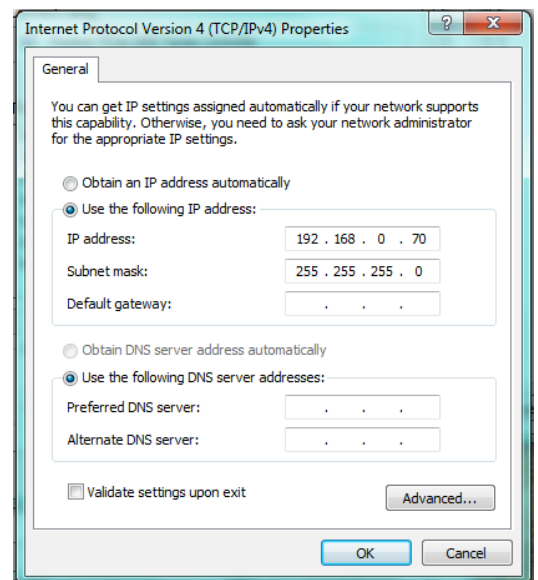 Internet Protocol Version 4 (TCP/IPv4) Properties
General
You can get IP settings assigned automatically if your network supports
this capability. Otherwise, you need to ask your network administrator
for the appropriate IP settings.
Obtain an IP address automatically
Use the following IP address:
IP address: 192 . 168 . 0 . 70
Subnet mask: 255 . 255 . 255 . 0
Default gateway: . . .
Obtain DNS server address automatically
Use the following DNS server addresses:
Preferred DNS server: . . .
Alternate DNS server: . . .
Validate settings upon exit
Advanced...
OK Cancel